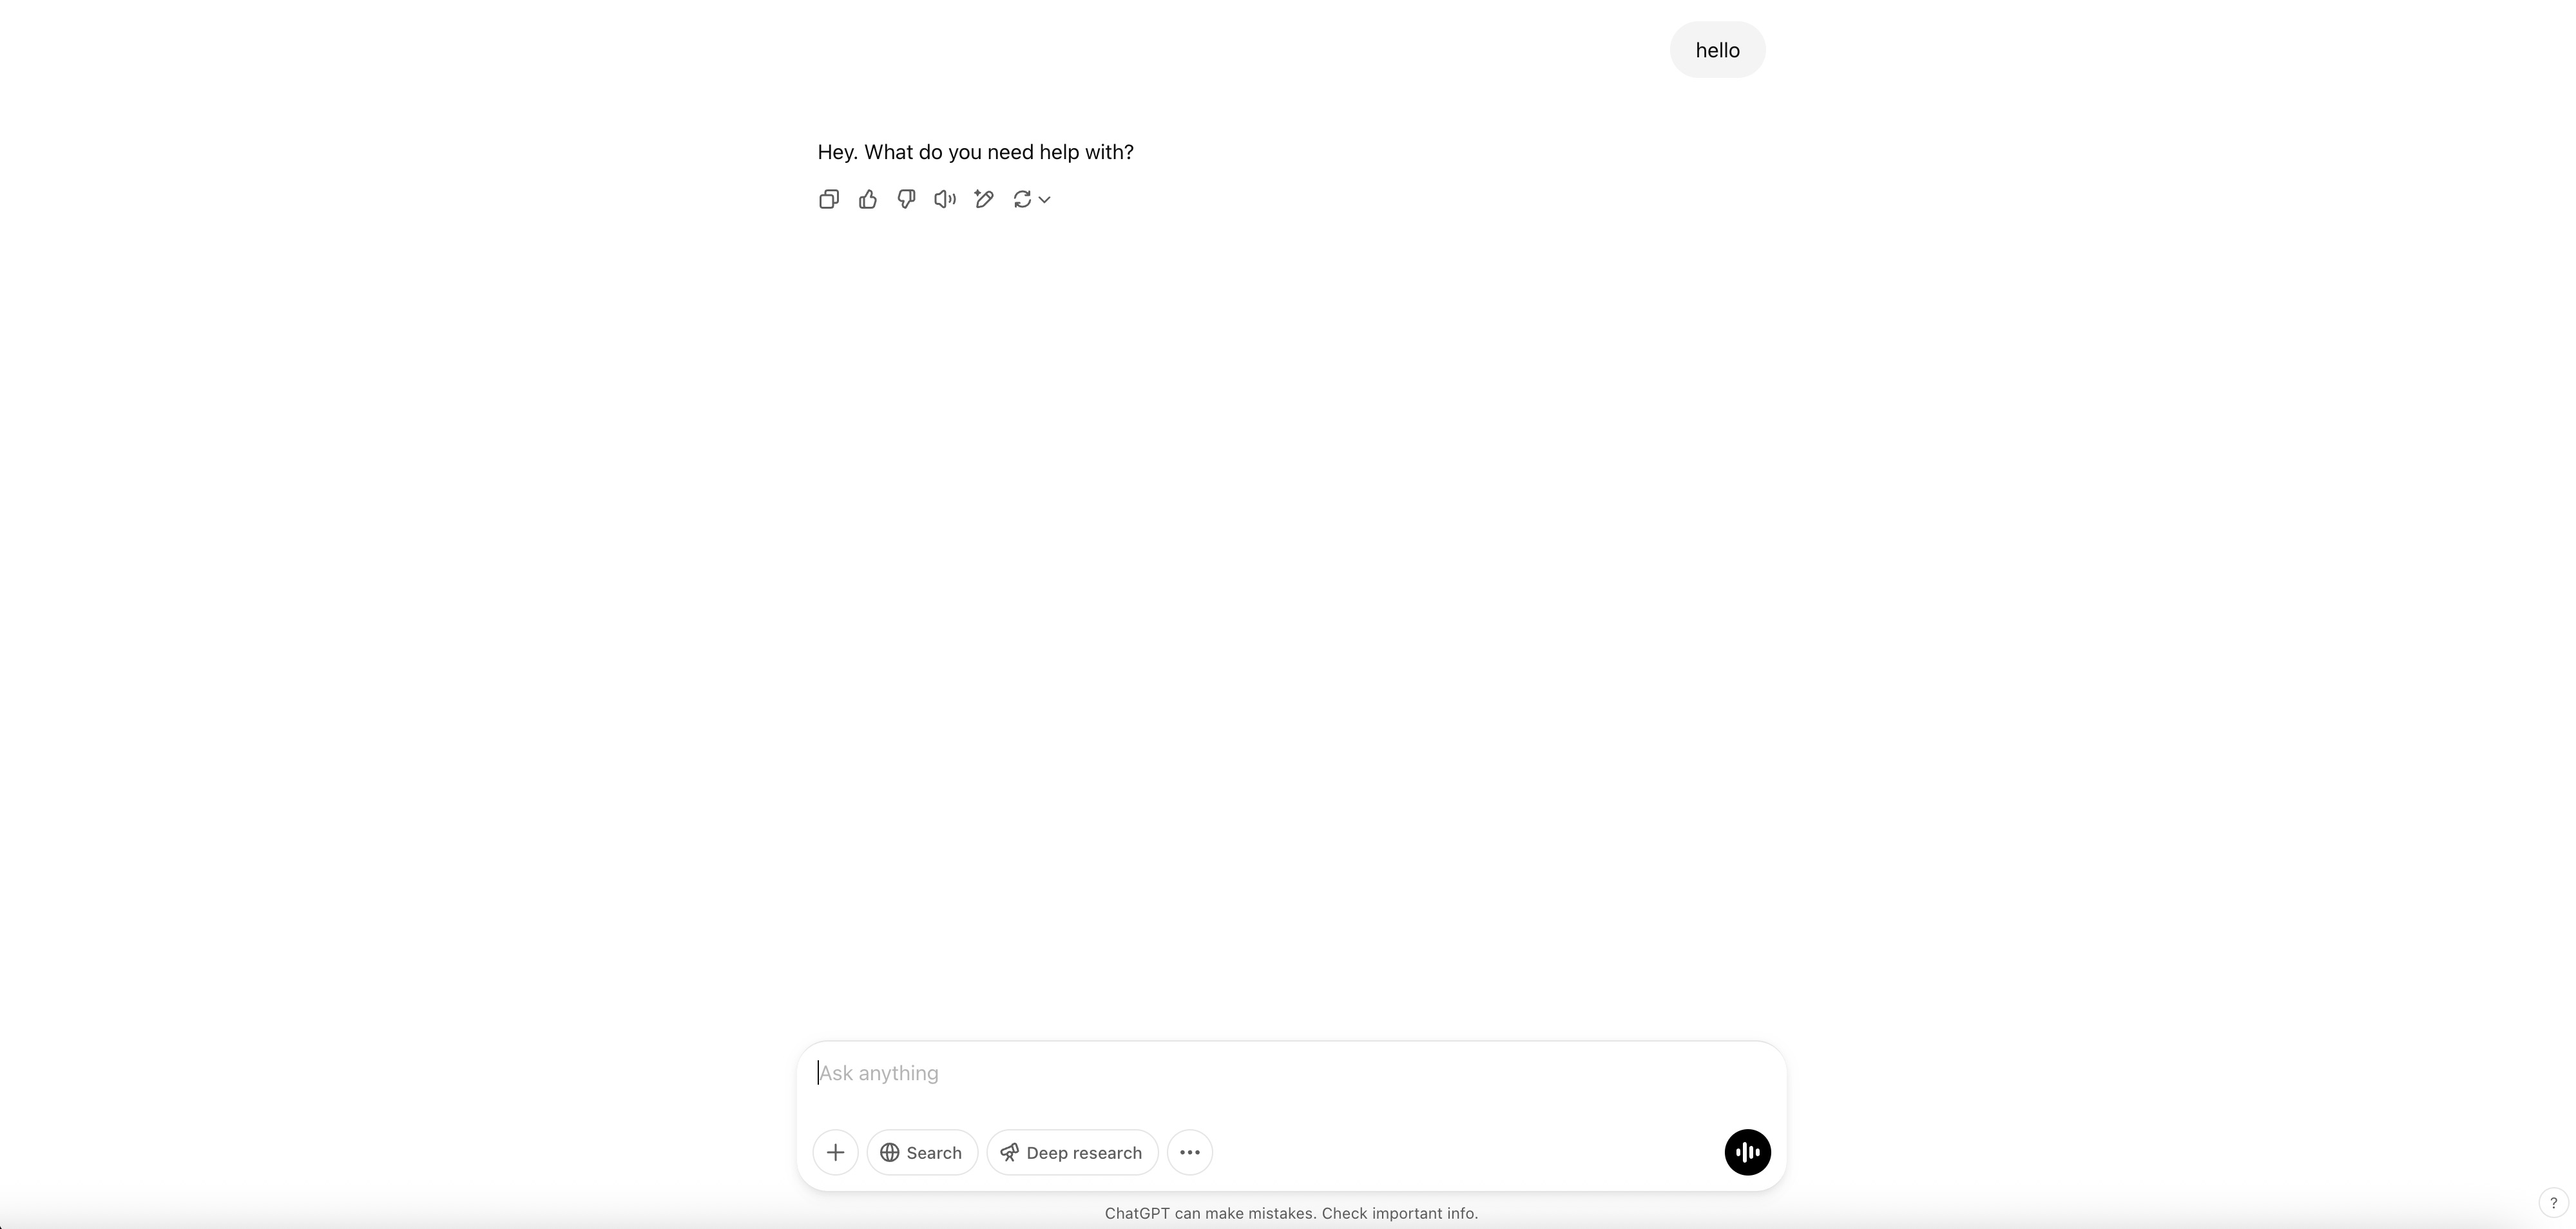 hello
Hey. What do you need help with?
Ask anything
Search
Deep research
ChatGPT can make mistakes. Check important info.
?